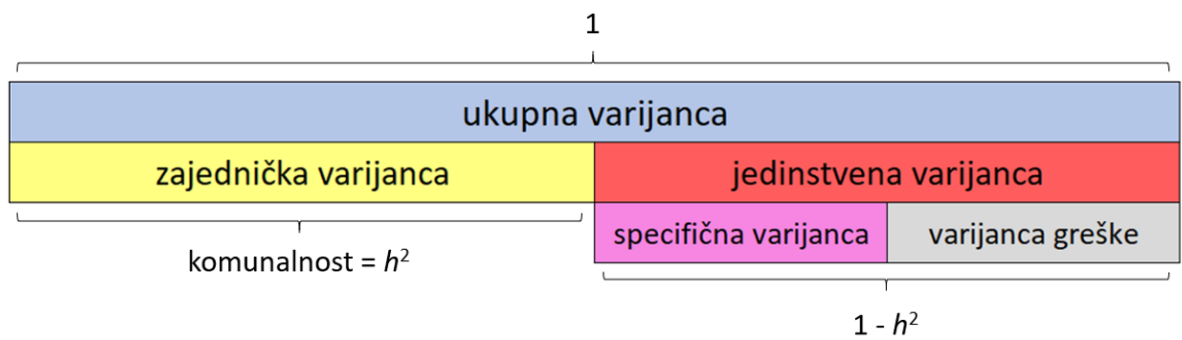 1
ukupna varijanca
zajednička varijanca
jedinstvena varijanca
specifična varijanca
varijanca greške
komunalnost = h²
1 - h²